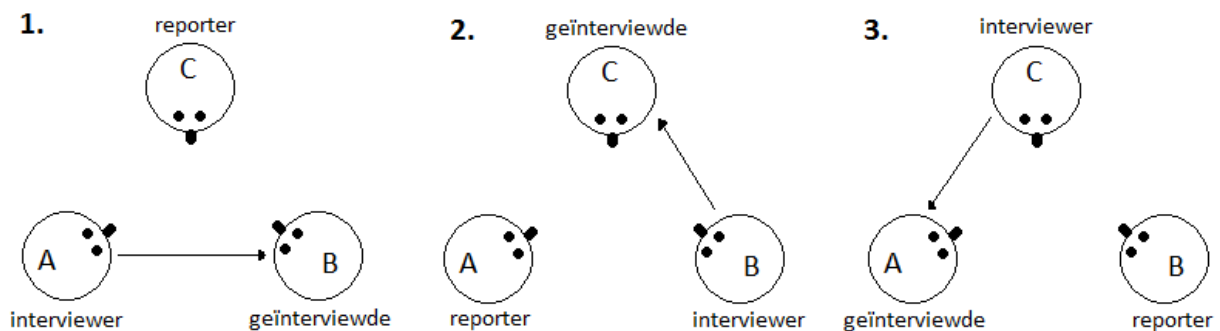 1.
reporter
C
A
B
interviewer
geïnterviewde
2.
geïnterviewde
C
A
B
reporter
interviewer
3.
interviewer
C
A
B
geïnterviewde
reporter